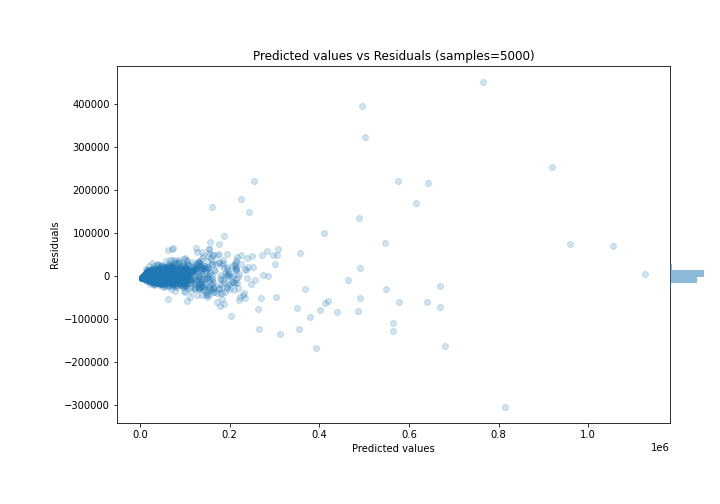 Predicted values vs Residuals (samples=5000)
400000
300000
200000
100000
0
−100000
−200000
−300000
Residuals
0.0 0.2 0.4 0.6 0.8 1.0
1e6
Predicted values